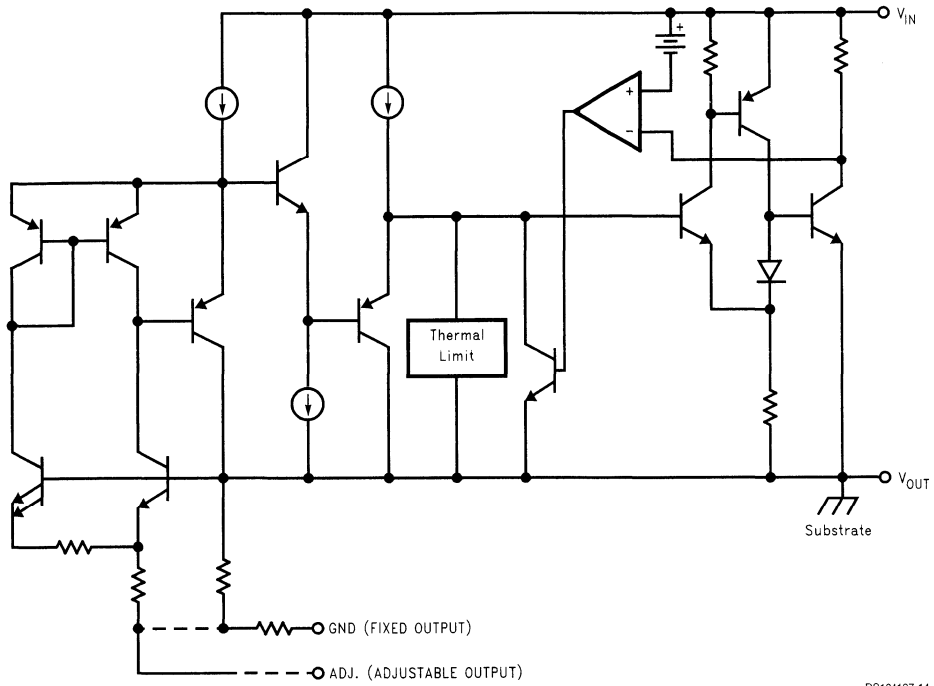 V_IN
+
+
−
Thermal
Limit
V_OUT
Substrate
GND (FIXED OUTPUT)
ADJ. (ADJUSTABLE OUTPUT)